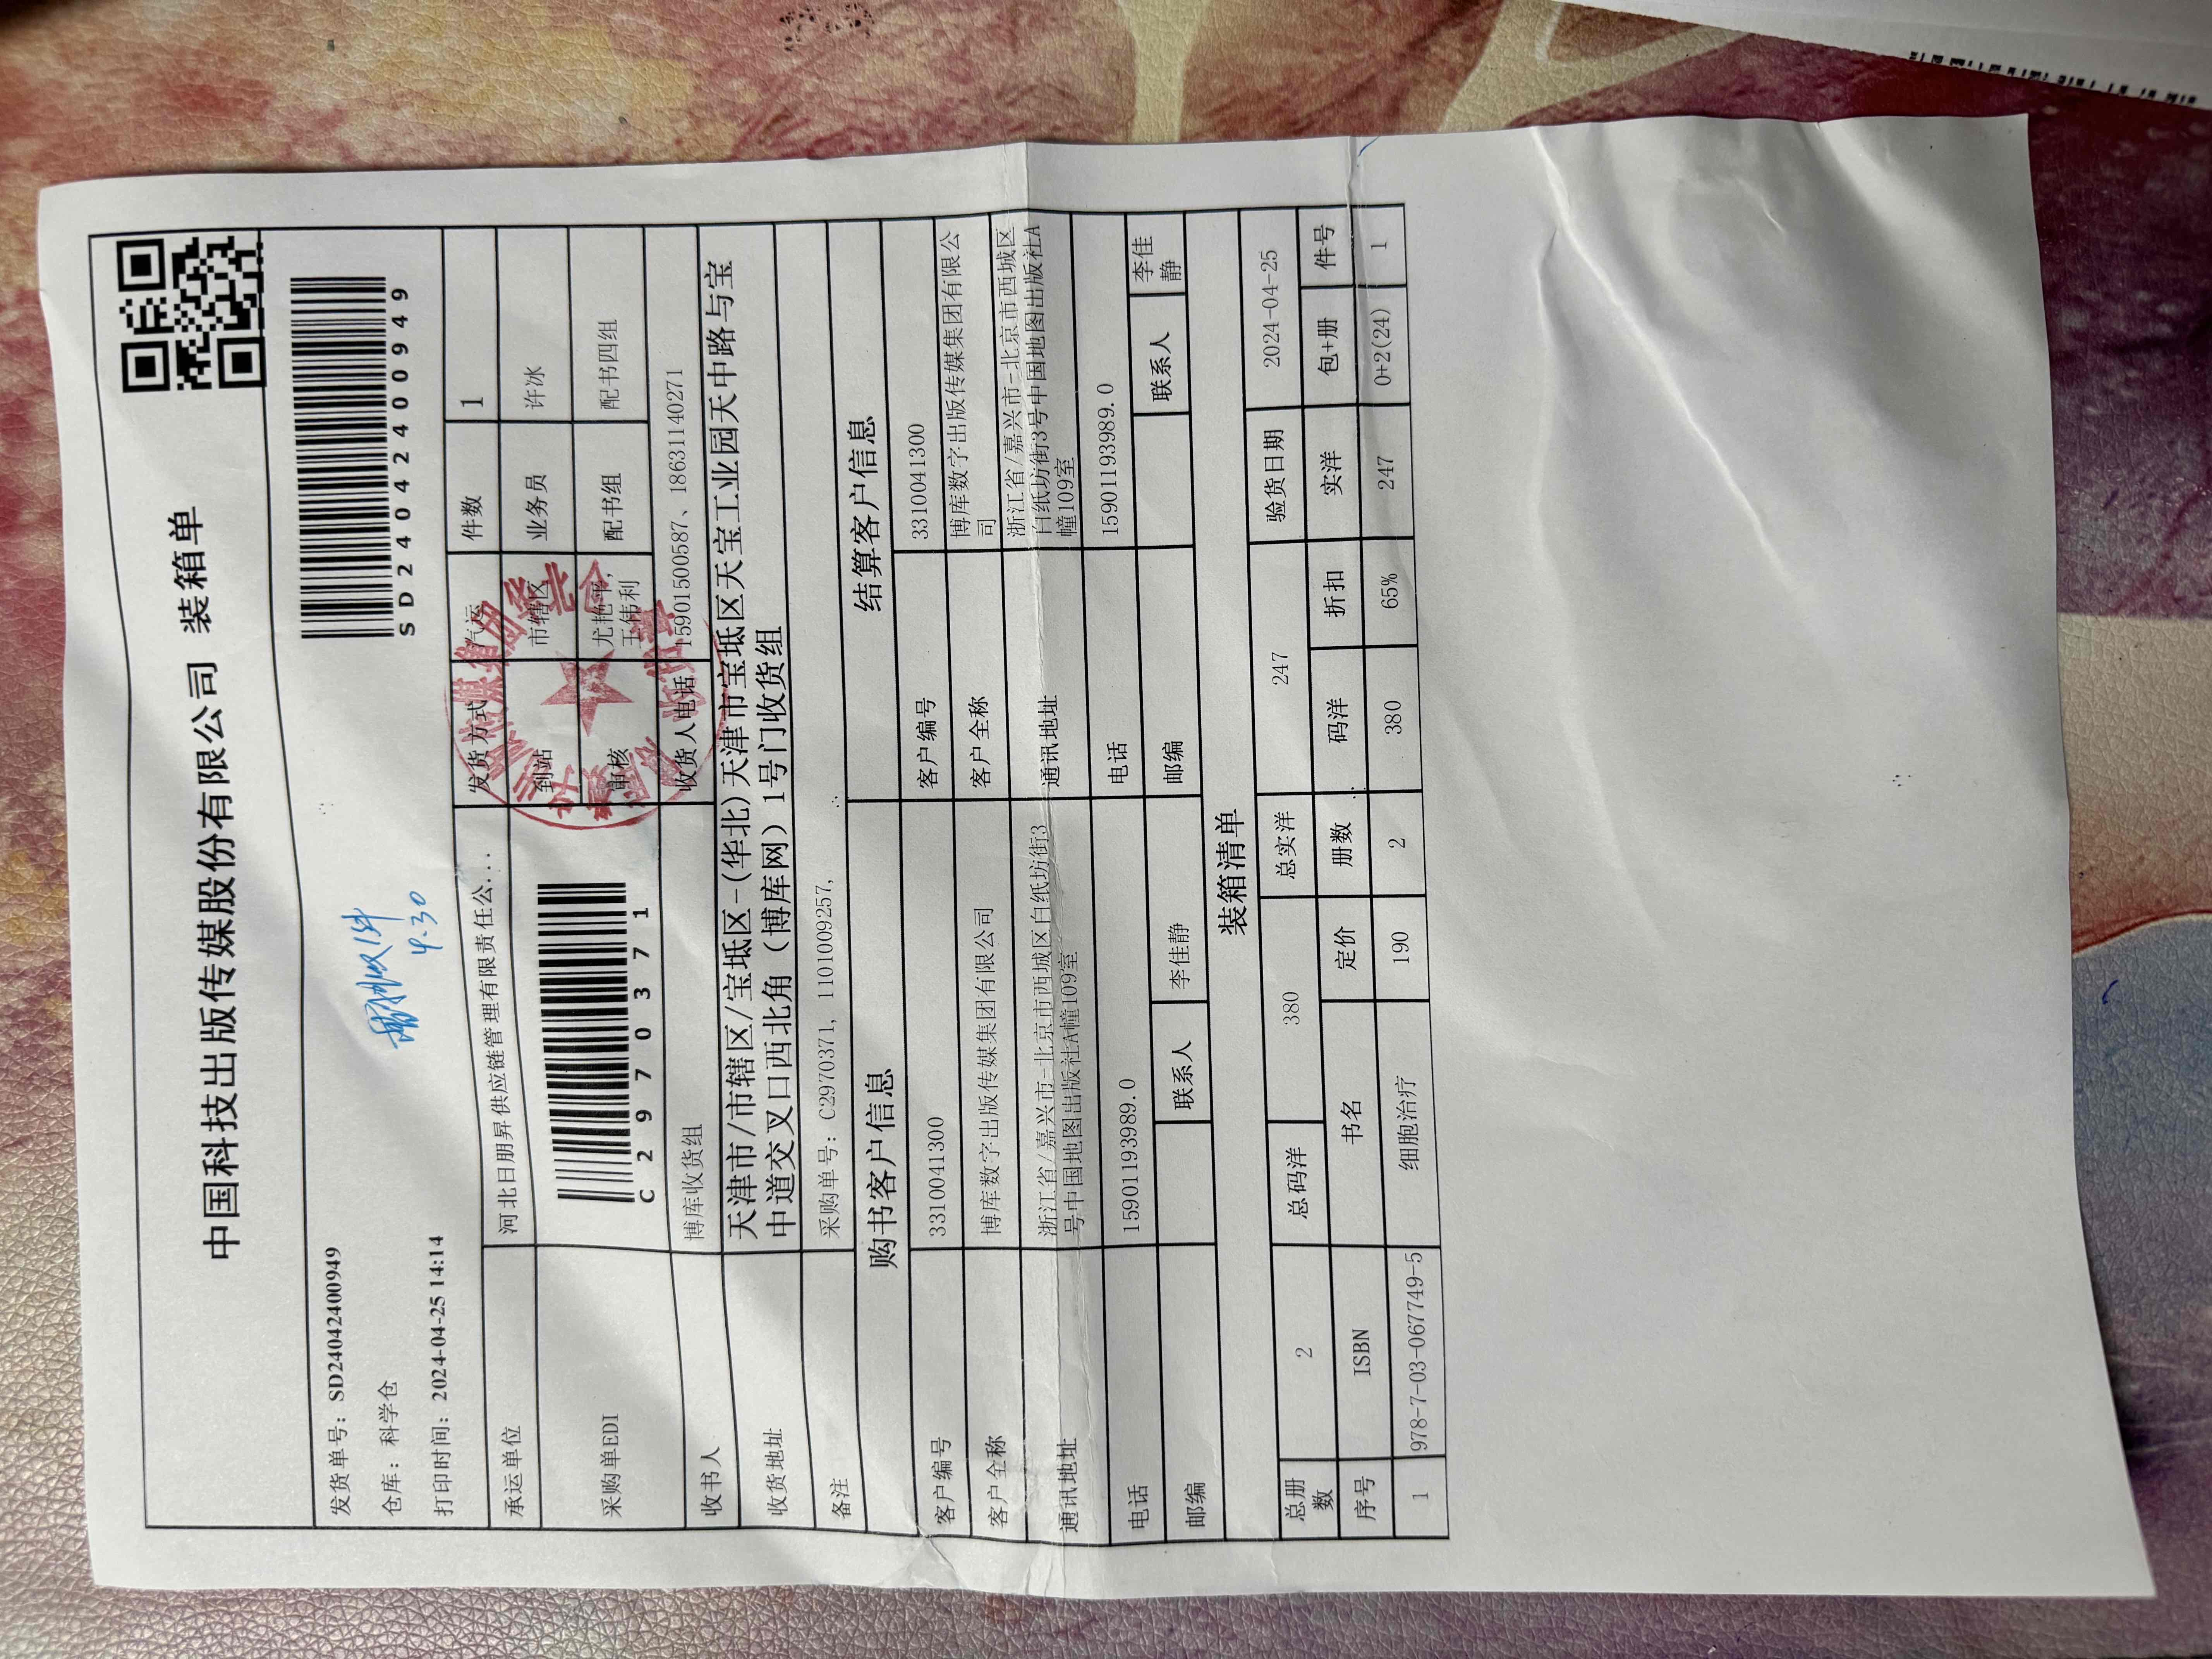 中国科技出版传媒股份有限公司 装箱单
发货单号：SD24042400949
仓库：科学仓
打印时间：2024-04-25 14:14
SD24042400949
收1件
4.30
承运单位 河北日朋昇供应链管理有限责任公... 发货方式 汽运 件数 1
采购单EDI C2970371 到站 市辖区 业务员 许冰
审核 尤艳平, 配书组 配书四组
王伟利
收书人 博库收货组 收货人电话 15901500587、18631140271
收货地址 天津市/市辖区/宝坻区-(华北)天津市宝坻区天宝工业园天中路与宝
中道交叉口西北角（博库网）1号门收货组
备注 采购单号：C2970371, 1101009257,
购书客户信息 结算客户信息
客户编号 3310041300 客户编号 3310041300
客户全称 博库数字出版传媒集团有限公司 客户全称 博库数字出版传媒集团有限公
司
通讯地址 浙江省/嘉兴市-北京市西城区白纸坊街3 通讯地址 浙江省/嘉兴市-北京市西城区
号中国地图出版社A幢109室 白纸坊街3号中国地图出版社A
幢109室
电话 15901193989.0 电话 15901193989.0
邮编 联系人 李佳静 邮编 联系人 李佳
静
装箱清单
总册 2 总码洋 380 总实洋 247 验货日期 2024-04-25
数
序号 ISBN 书名 定价 册数 码洋 折扣 实洋 包+册 件号
1 978-7-03-067749-5 细胞治疗 190 2 380 65% 247 0+2(24) 1